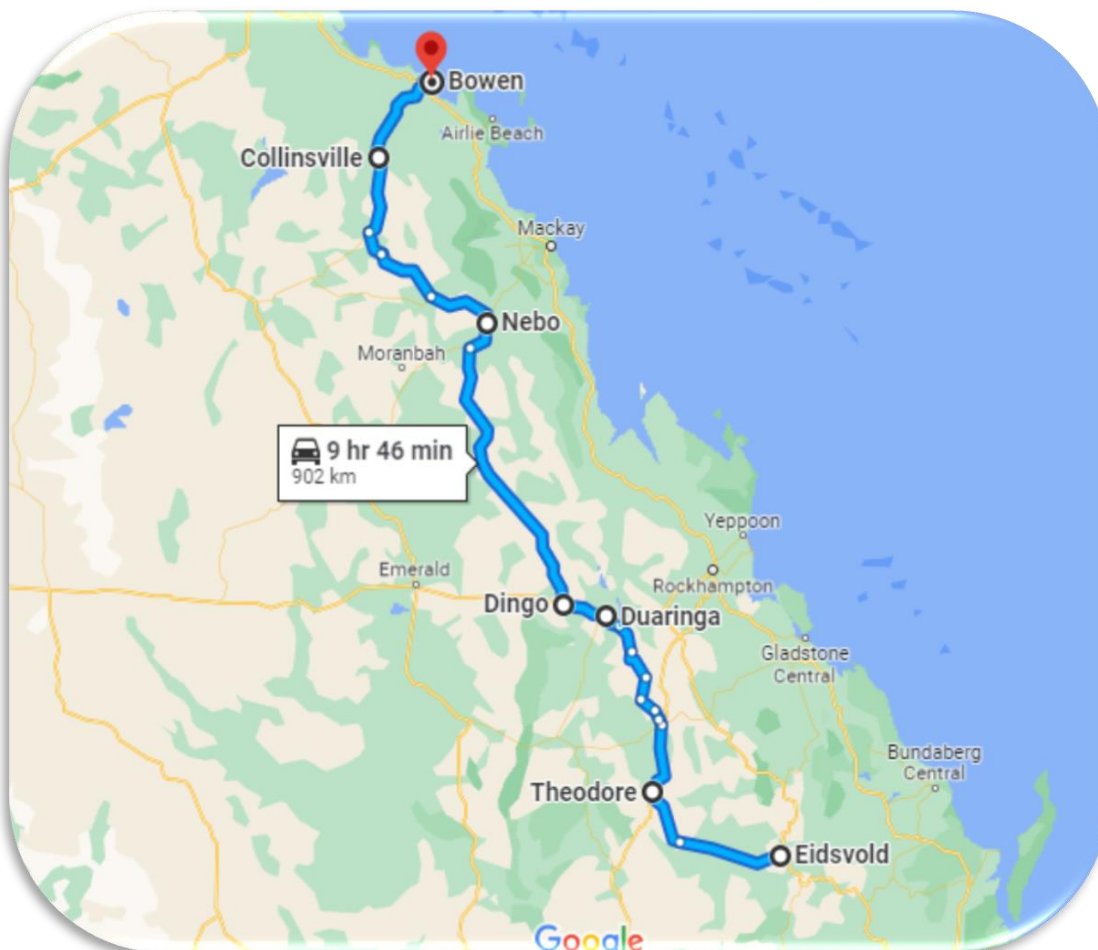 Bowen
Airlie Beach
Collinsville
Mackay
Nebo
Moranbah
9 hr 46 min
902 km
Yeppoon
Emerald
Rockhampton
Dingo
Duaringa
Gladstone
Central
Bundaberg
Central
Theodore
Eidsvold
Google